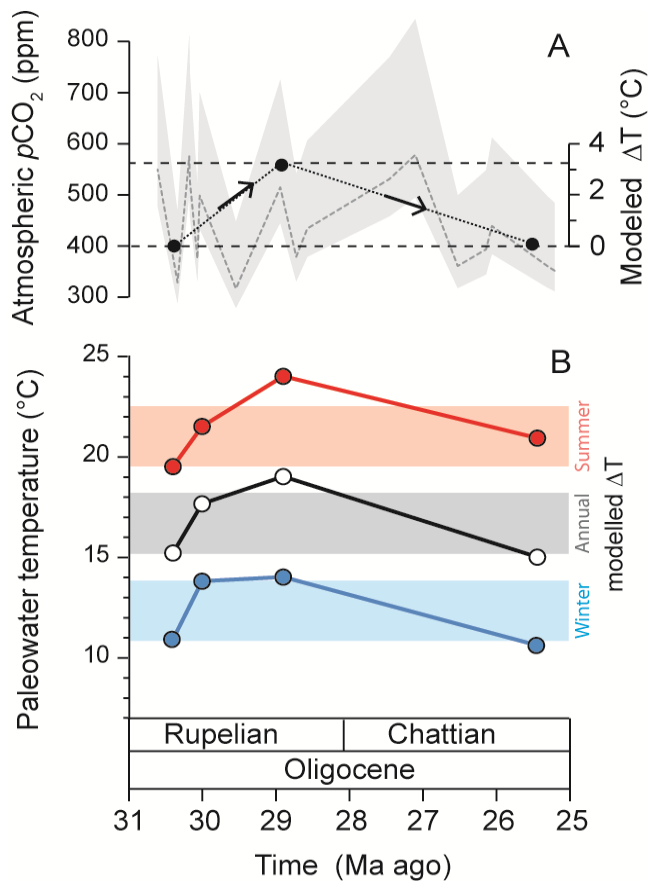 A
Atmospheric pCO2 (ppm)
800
700
600
500
400
300
4
2
0
Modeled ΔT (°C)
B
Paleowater temperature (°C)
25
20
15
10
Summer
Annual
Winter
modelled ΔT
Rupelian Chattian
Oligocene
31 30 29 28 27 26 25
Time (Ma ago)